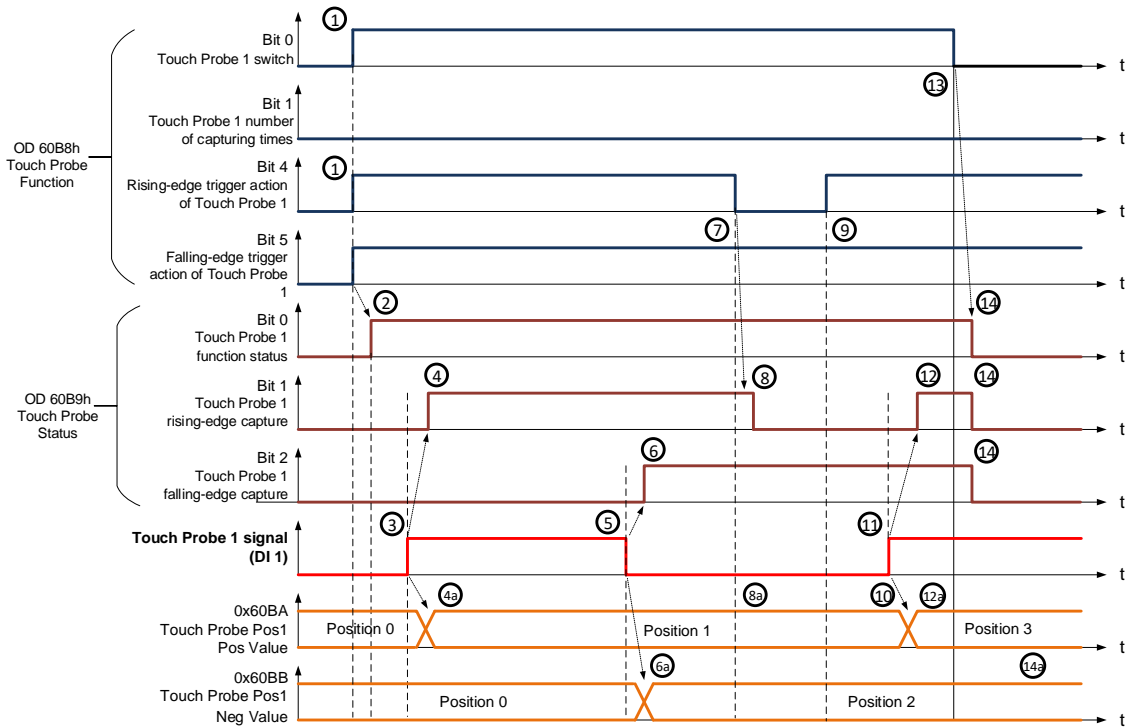 Bit 0
Touch Probe 1 switch
1
13
t
Bit 1
Touch Probe 1 number
of capturing times
t
OD 60B8h
Touch Probe
Function
Bit 4
Rising-edge trigger action
of Touch Probe 1
1
7
9
t
Bit 5
Falling-edge trigger
action of Touch Probe
1
t
2
14
Bit 0
Touch Probe 1
function status
t
OD 60B9h
Touch Probe
Status
4
8
12
14
Bit 1
Touch Probe 1
rising-edge capture
t
6
14
Bit 2
Touch Probe 1
falling-edge capture
t
3
5
11
Touch Probe 1 signal
(DI 1)
t
4a
8a
10
12a
0x60BA
Touch Probe Pos1
Pos Value
Position 0
Position 1
Position 3
t
6a
14a
0x60BB
Touch Probe Pos1
Neg Value
Position 0
Position 2
t